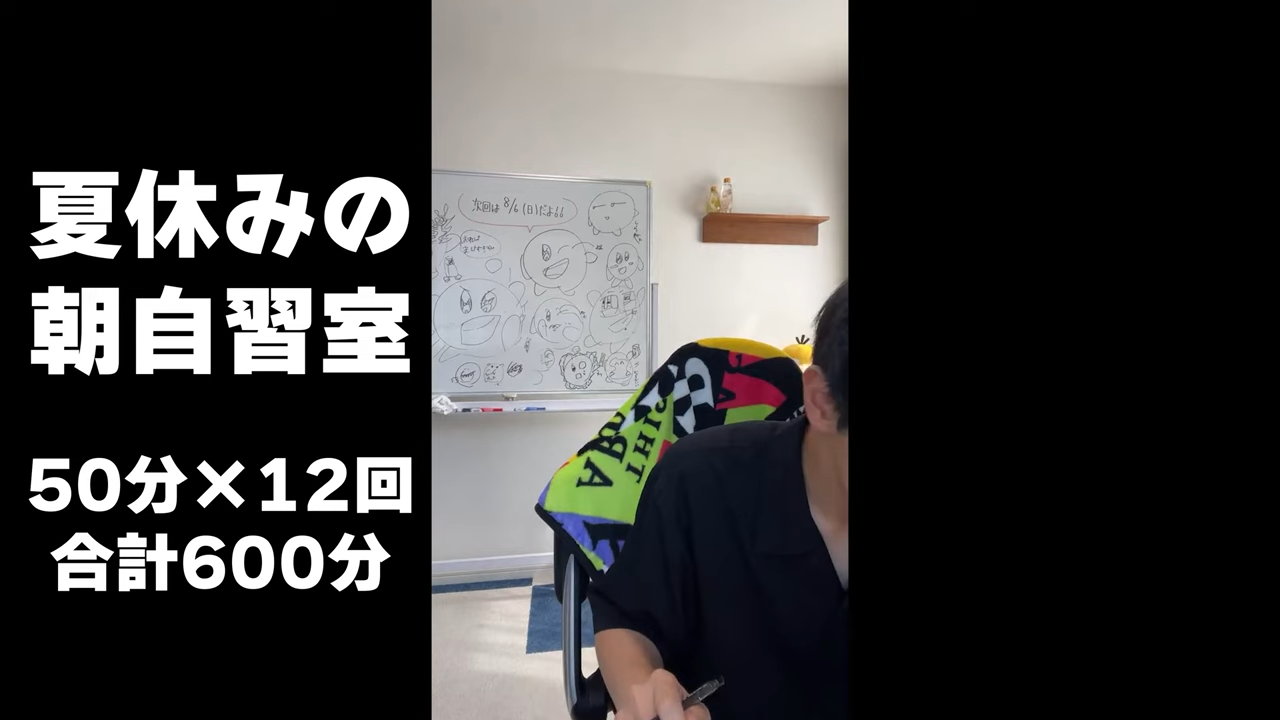 夏休みの
朝自習室
50分×12回
合計600分
次回は 8/6 (日)だよ!!